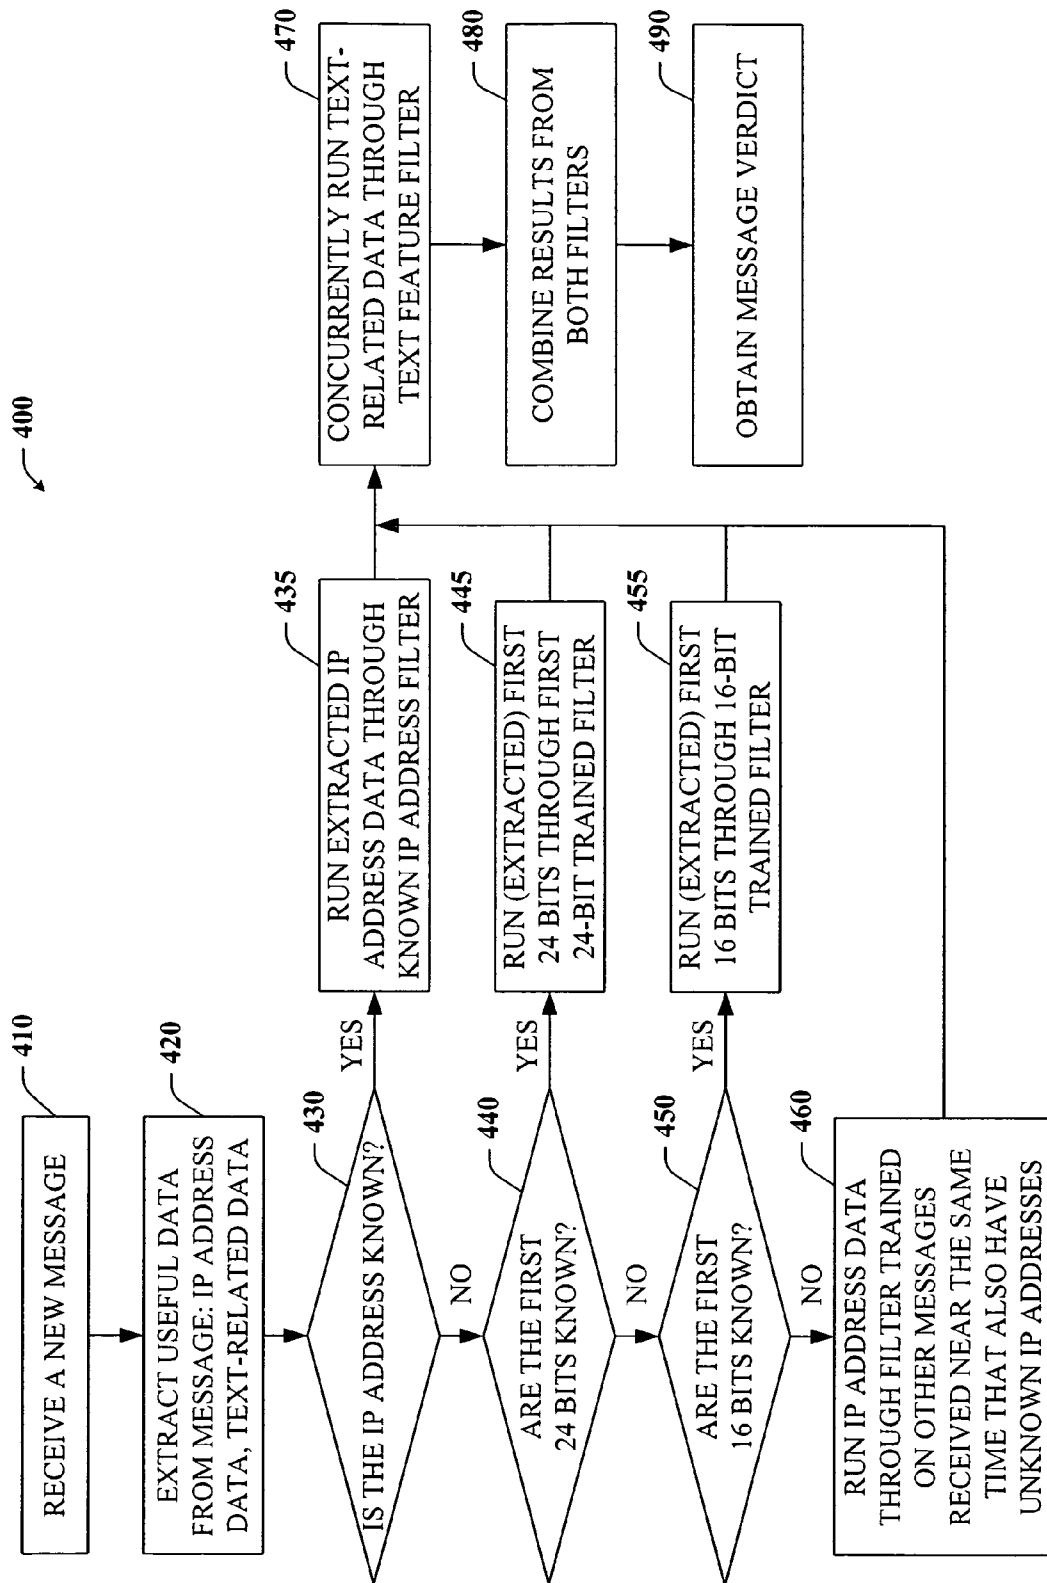 400
410
RECEIVE A NEW MESSAGE
420
EXTRACT USEFUL DATA
FROM MESSAGE: IP ADDRESS
DATA, TEXT-RELATED DATA
430
IS THE IP ADDRESS KNOWN?
YES
435
RUN EXTRACTED IP
ADDRESS DATA THROUGH
KNOWN IP ADDRESS FILTER
NO
440
ARE THE FIRST
24 BITS KNOWN?
YES
445
RUN (EXTRACTED) FIRST
24 BITS THROUGH FIRST
24-BIT TRAINED FILTER
NO
450
ARE THE FIRST
16 BITS KNOWN?
YES
455
RUN (EXTRACTED) FIRST
16 BITS THROUGH 16-BIT
TRAINED FILTER
NO
460
RUN IP ADDRESS DATA
THROUGH FILTER TRAINED
ON OTHER MESSAGES
RECEIVED NEAR THE SAME
TIME THAT ALSO HAVE
UNKNOWN IP ADDRESSES
470
CONCURRENTLY RUN TEXT-
RELATED DATA THROUGH
TEXT FEATURE FILTER
480
COMBINE RESULTS FROM
BOTH FILTERS
490
OBTAIN MESSAGE VERDICT